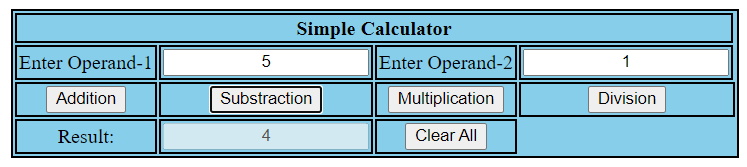 Simple Calculator
Enter Operand-1 5 Enter Operand-2 1
Addition Substraction Multiplication Division
Result: 4 Clear All